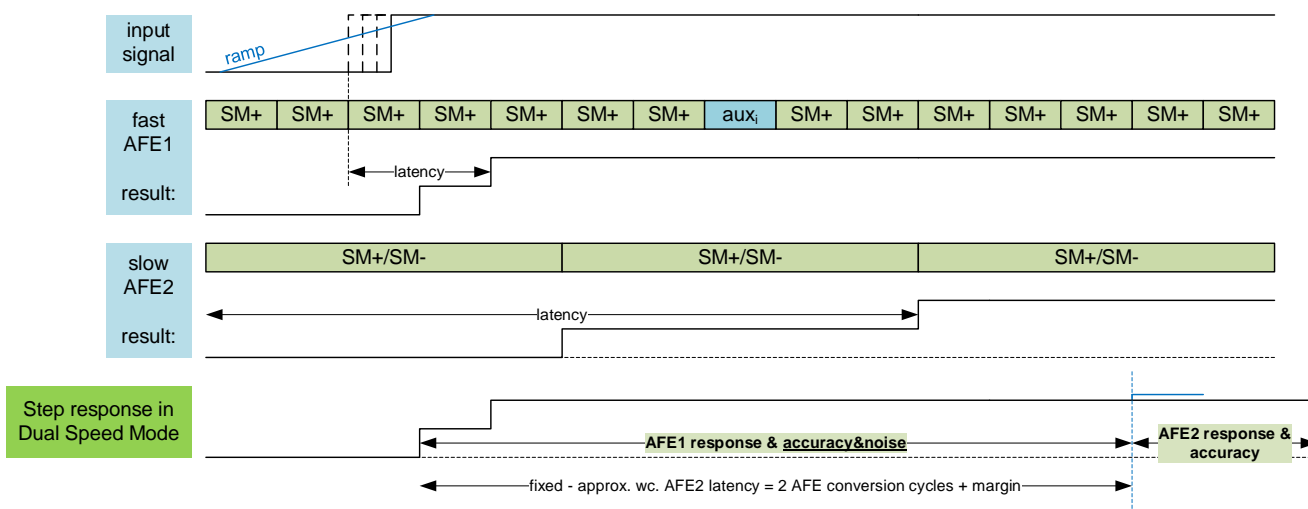 input
signal
ramp
fast
AFE1
SM+ SM+ SM+ SM+ SM+ SM+ SM+ auxi SM+ SM+ SM+ SM+ SM+ SM+ SM+
latency
result:
slow
AFE2
SM+/SM- SM+/SM- SM+/SM-
latency
result:
Step response in
Dual Speed Mode
AFE1 response & accuracy&noise
AFE2 response &
accuracy
fixed - approx. wc. AFE2 latency = 2 AFE conversion cycles + margin